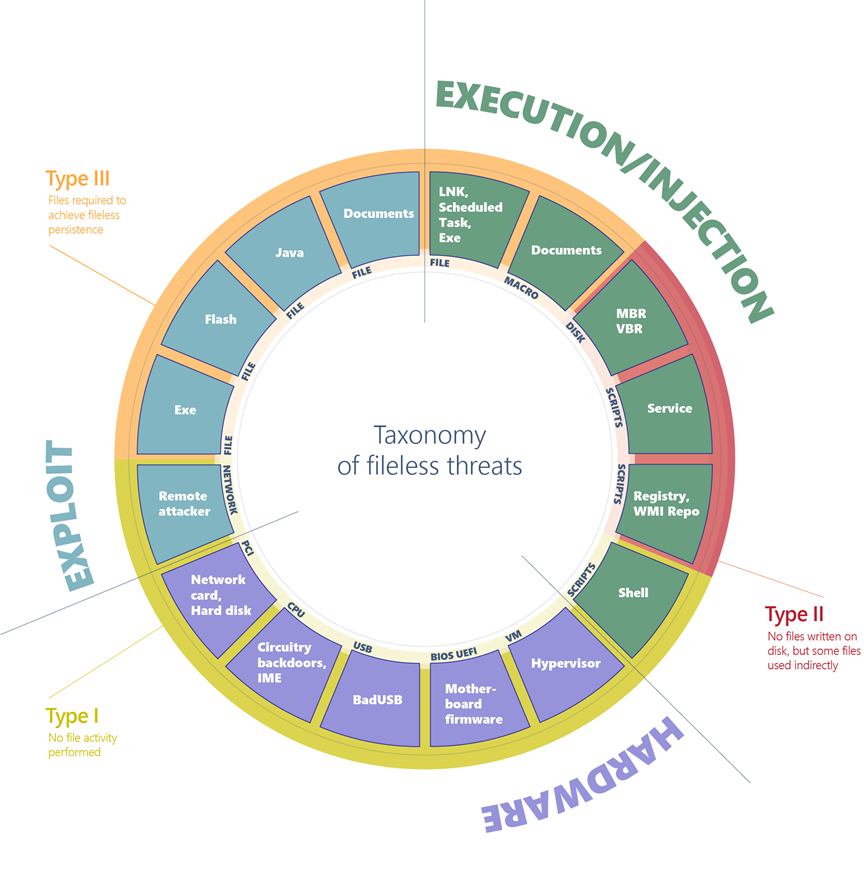 EXECUTION/INJECTION
Type III
Files required to
achieve fileless
persistence
Documents
LNK,
Scheduled
Task,
Exe
Documents
Java
Flash
Exe
MBR
VBR
Service
Registry,
WMI Repo
Shell
Remote
attacker
Network
card,
Hard disk
Circuitry
backdoors,
IME
BadUSB
Mother-
board
firmware
Hypervisor
FILE
MACRO
DISK
SCRIPTS
SCRIPTS
SCRIPTS
VM
BIOS UEFI
USB
CPU
PCI
NETWORK
FILE
FILE
FILE
FILE
Taxonomy
of fileless threats
EXPLOIT
Type II
No files written on
disk, but some files
used indirectly
Type I
No file activity
performed
HARDWARE